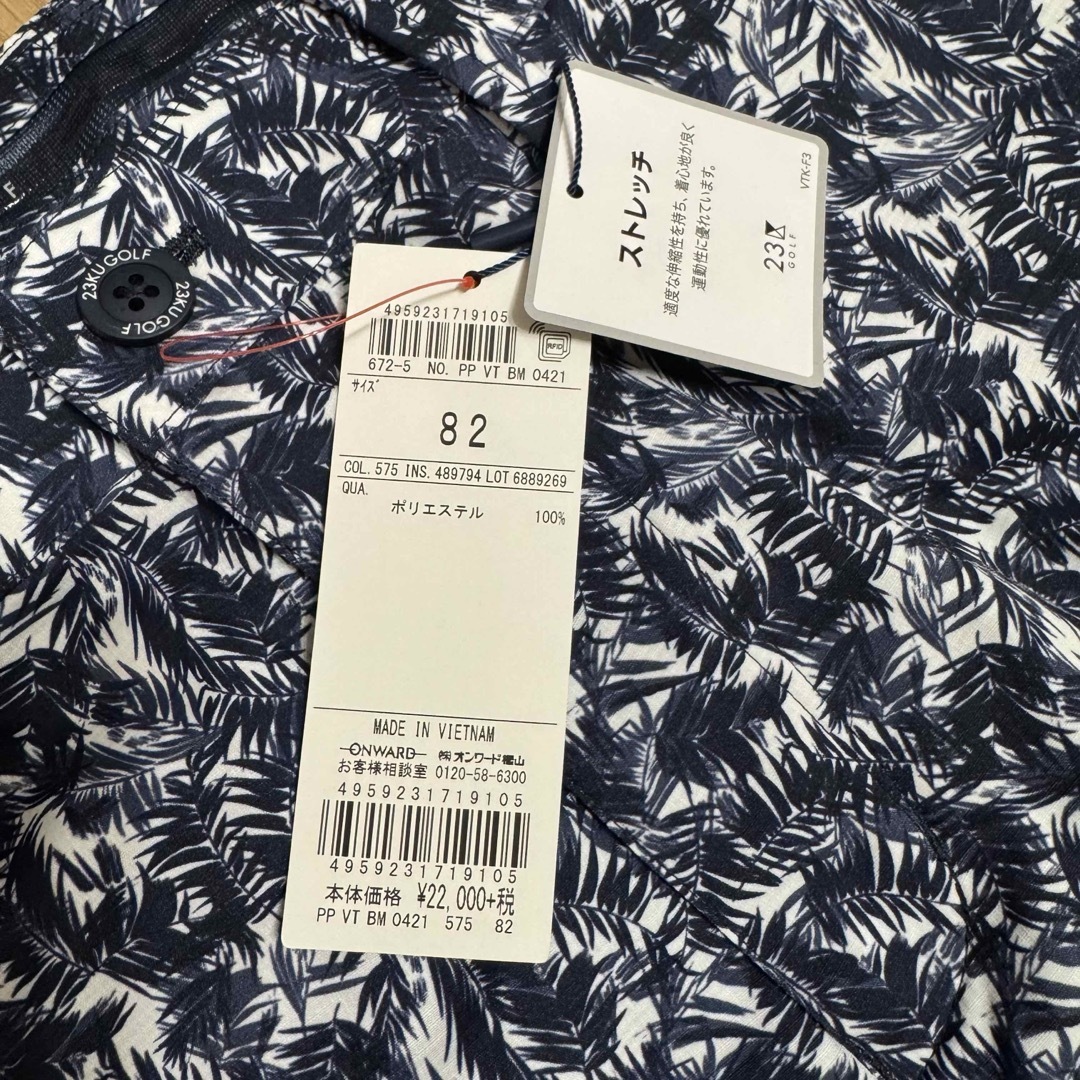 F
23KU GOLF
23KU GOLF
4959231719105
RFID
672-5 NO. PP VT BM 0421
サイズ
82
COL. 575 INS. 489794 LOT 6889269
QUA.
ポリエステル 100%
MADE IN VIETNAM
ONWARD ㈱オンワード樫山
お客様相談室 0120-58-6300
4959231719105
4959231719105
本体価格 ¥22,000+税
PP VT BM 0421 575 82
ストレッチ
適度な伸縮性を持ち、着心地が良く
運動性に優れています。
23区
GOLF
VTK-F3